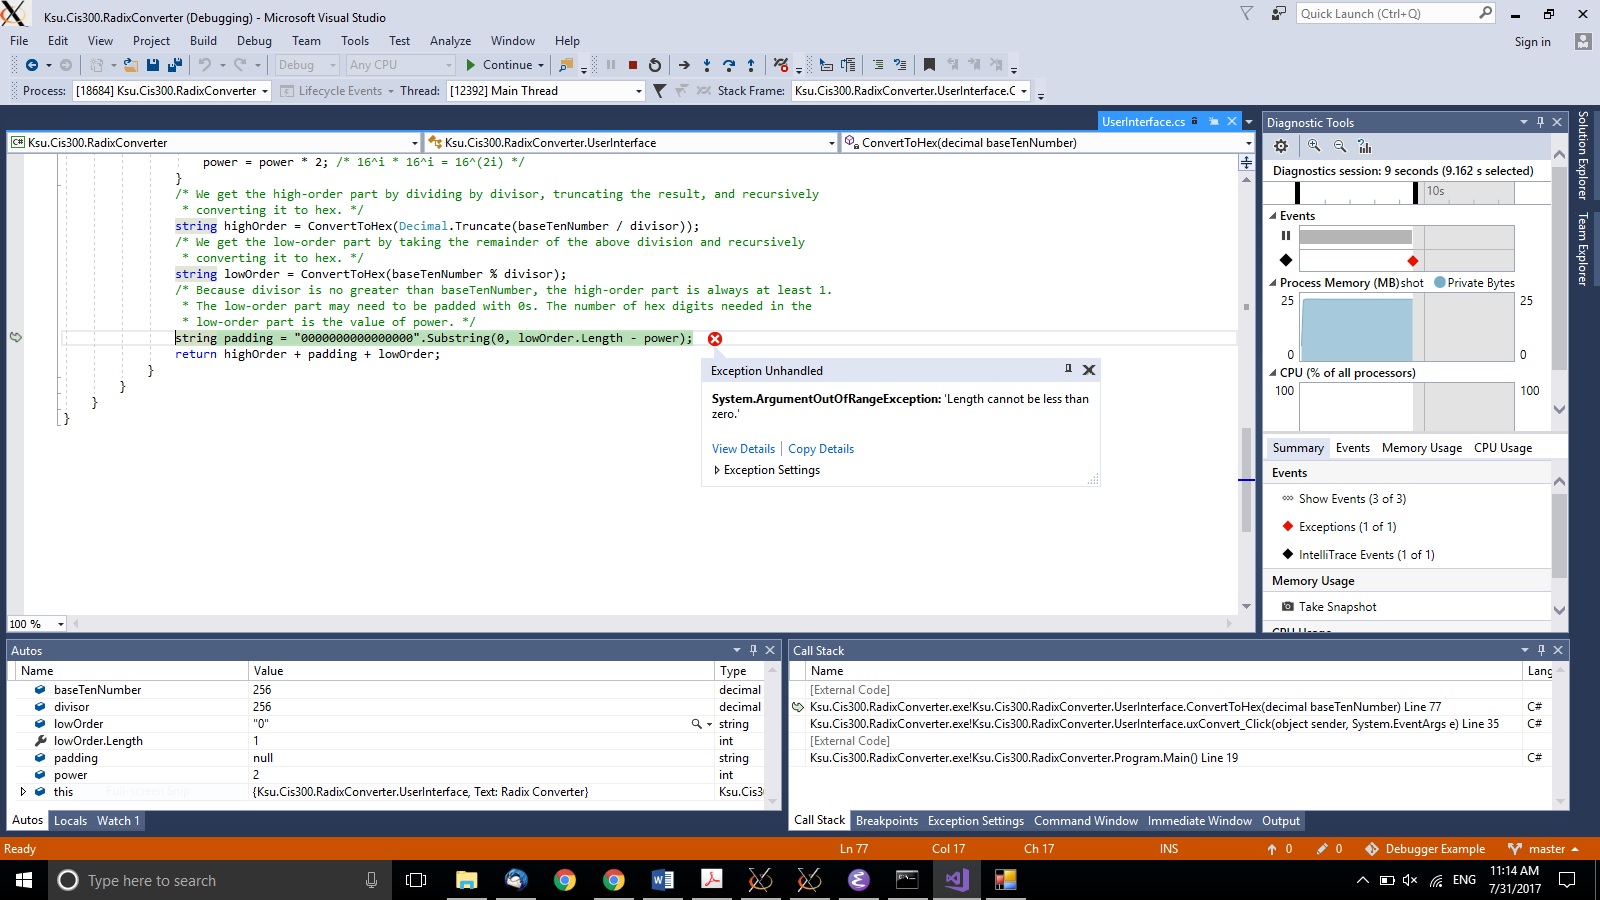 Ksu.Cis300.RadixConverter (Debugging) - Microsoft Visual Studio
Quick Launch (Ctrl+Q)
File Edit View Project Build Debug Team Tools Test Analyze Window Help
Sign in
Debug Any CPU Continue
Process: [18684] Ksu.Cis300.RadixConverter Lifecycle Events Thread: [12392] Main Thread Stack Frame: Ksu.Cis300.RadixConverter.UserInterface.C
UserInterface.cs
C# Ksu.Cis300.RadixConverter Ksu.Cis300.RadixConverter.UserInterface ConvertToHex(decimal baseTenNumber)
power = power * 2; /* 16^i * 16^i = 16^(2i) */
}
/* We get the high-order part by dividing by divisor, truncating the result, and recursively
* converting it to hex. */
string highOrder = ConvertToHex(Decimal.Truncate(baseTenNumber / divisor));
/* We get the low-order part by taking the remainder of the above division and recursively
* converting it to hex. */
string lowOrder = ConvertToHex(baseTenNumber % divisor);
/* Because divisor is no greater than baseTenNumber, the high-order part is always at least 1.
* The low-order part may need to be padded with 0s. The number of hex digits needed in the
* low-order part is the value of power. */
string padding = "0000000000000000".Substring(0, lowOrder.Length - power);
return highOrder + padding + lowOrder;
}
}
}
}
Exception Unhandled
System.ArgumentOutOfRangeException: 'Length cannot be less than
zero.'
View Details Copy Details
Exception Settings
100 %
Diagnostic Tools
Diagnostics session: 9 seconds (9.162 s selected)
10s
Events
Process Memory (MB) shot Private Bytes
25 25
0 0
CPU (% of all processors)
100 100
Summary Events Memory Usage CPU Usage
Events
Show Events (3 of 3)
Exceptions (1 of 1)
IntelliTrace Events (1 of 1)
Memory Usage
Take Snapshot
CPU Usage
Solution Explorer
Team Explorer
Autos
Name Value Type
baseTenNumber 256 decimal
divisor 256 decimal
lowOrder "0" string
lowOrder.Length 1 int
padding null string
power 2 int
this {Ksu.Cis300.RadixConverter.UserInterface, Text: Radix Converter} Ksu.Cis30
Autos Locals Watch 1
Call Stack
Name Lang
[External Code]
Ksu.Cis300.RadixConverter.exe!Ksu.Cis300.RadixConverter.UserInterface.ConvertToHex(decimal baseTenNumber) Line 77 C#
Ksu.Cis300.RadixConverter.exe!Ksu.Cis300.RadixConverter.UserInterface.uxConvert_Click(object sender, System.EventArgs e) Line 35 C#
[External Code]
Ksu.Cis300.RadixConverter.exe!Ksu.Cis300.RadixConverter.Program.Main() Line 19 C#
Call Stack Breakpoints Exception Settings Command Window Immediate Window Output
Ready Ln 77 Col 17 Ch 17 INS 0 0 Debugger Example master
Type here to search
ENG
11:14 AM
7/31/2017